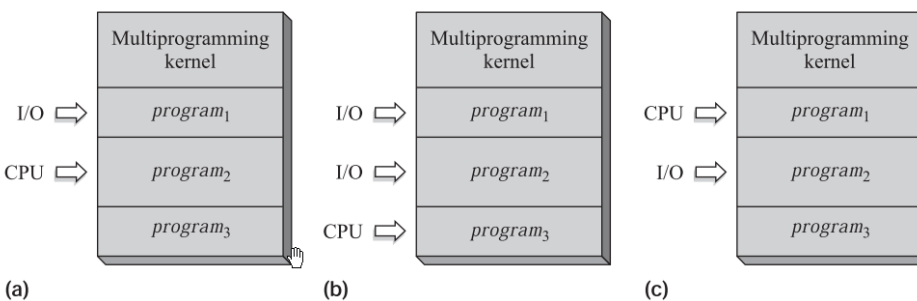 Multiprogramming
kernel
I/O program₁
CPU program₂
program₃
(a)
Multiprogramming
kernel
I/O program₁
I/O program₂
CPU program₃
(b)
Multiprogramming
kernel
CPU program₁
I/O program₂
program₃
(c)